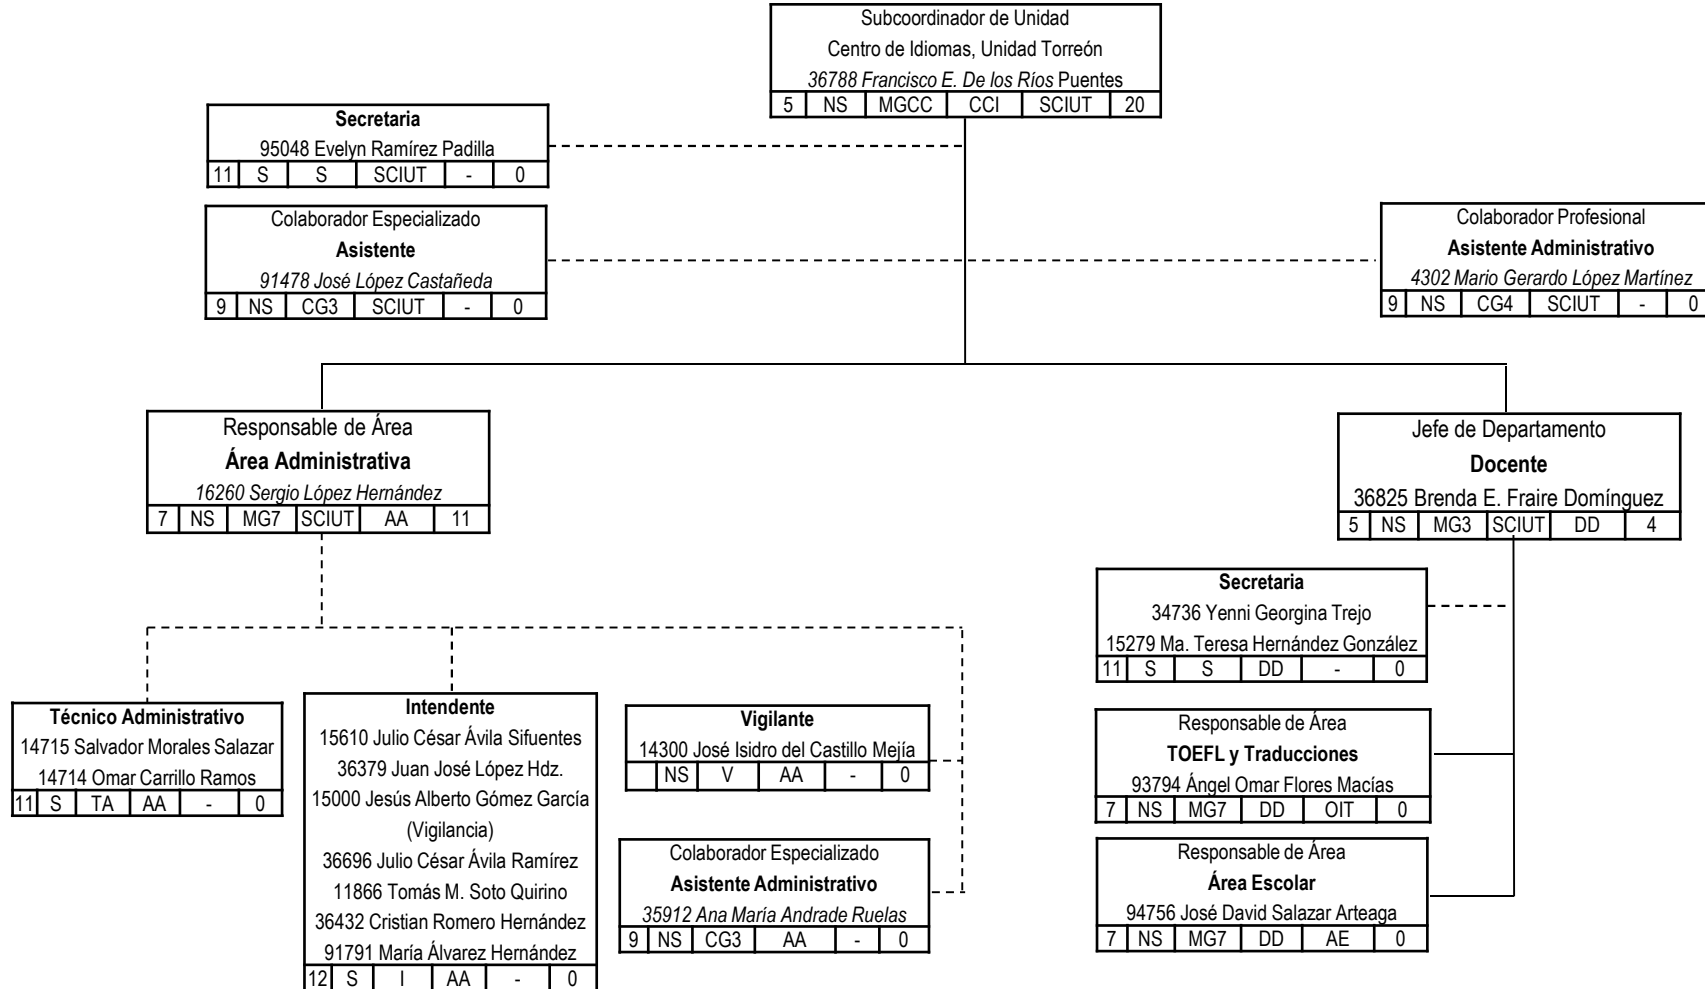 Subcoordinador de Unidad
Centro de Idiomas, Unidad Torreón
36788 Francisco E. De los Ríos Puentes
5 NS MGCC CCI SCIUT 20
Secretaria
95048 Evelyn Ramírez Padilla
11 S S SCIUT - 0
Colaborador Especializado
Asistente
91478 José López Castañeda
9 NS CG3 SCIUT - 0
Colaborador Profesional
Asistente Administrativo
4302 Mario Gerardo López Martínez
9 NS CG4 SCIUT - 0
Responsable de Área
Área Administrativa
16260 Sergio López Hernández
7 NS MG7 SCIUT AA 11
Jefe de Departamento
Docente
36825 Brenda E. Fraire Domínguez
5 NS MG3 SCIUT DD 4
Técnico Administrativo
14715 Salvador Morales Salazar
14714 Omar Carrillo Ramos
11 S TA AA - 0
Intendente
15610 Julio César Ávila Sifuentes
36379 Juan José López Hdz.
15000 Jesús Alberto Gómez García
(Vigilancia)
36696 Julio César Ávila Ramírez
11866 Tomás M. Soto Quirino
36432 Cristian Romero Hernández
91791 María Álvarez Hernández
12 S I AA - 0
Vigilante
14300 José Isidro del Castillo Mejía
NS V AA - 0
Colaborador Especializado
Asistente Administrativo
35912 Ana María Andrade Ruelas
9 NS CG3 AA - 0
Secretaria
34736 Yenni Georgina Trejo
15279 Ma. Teresa Hernández González
11 S S DD - 0
Responsable de Área
TOEFL y Traducciones
93794 Ángel Omar Flores Macías
7 NS MG7 DD OIT 0
Responsable de Área
Área Escolar
94756 José David Salazar Arteaga
7 NS MG7 DD AE 0